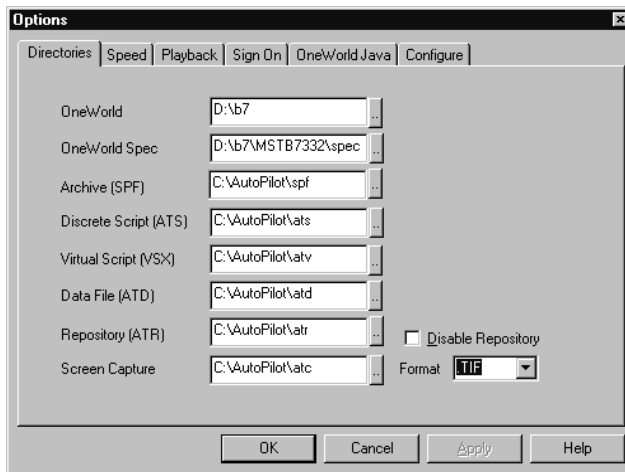 Options
Directories Speed Playback Sign On OneWorld Java Configure
OneWorld D:\b7 ..
OneWorld Spec D:\b7\MSTB7332\spec ..
Archive (SPF) C:\AutoPilot\spf ..
Discrete Script (ATS) C:\AutoPilot\ats ..
Virtual Script (VSX) C:\AutoPilot\atv ..
Data File (ATD) C:\AutoPilot\atd ..
Repository (ATR) C:\AutoPilot\atr .. Disable Repository
Screen Capture C:\AutoPilot\atc .. Format .TIF
OK Cancel Apply Help